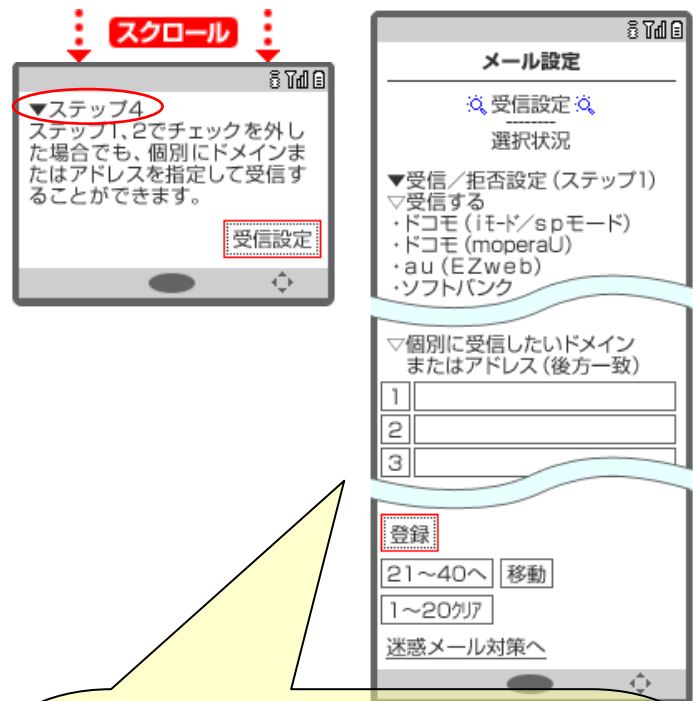 スクロール
▼ステップ4
ステップ1、2でチェックを外し
た場合でも、個別にドメインま
たはアドレスを指定して受信す
ることができます。
受信設定
メール設定
受信設定
--------
選択状況
▼受信／拒否設定（ステップ1）
▽受信する
・ドコモ（iﾓｰﾄﾞ／spモード）
・ドコモ（moperaU）
・au（EZweb）
・ソフトバンク
▽個別に受信したいドメイン
またはアドレス（後方一致）
1
2
3
登録
21～40へ 移動
1～20ｸﾘｱ
迷惑メール対策へ